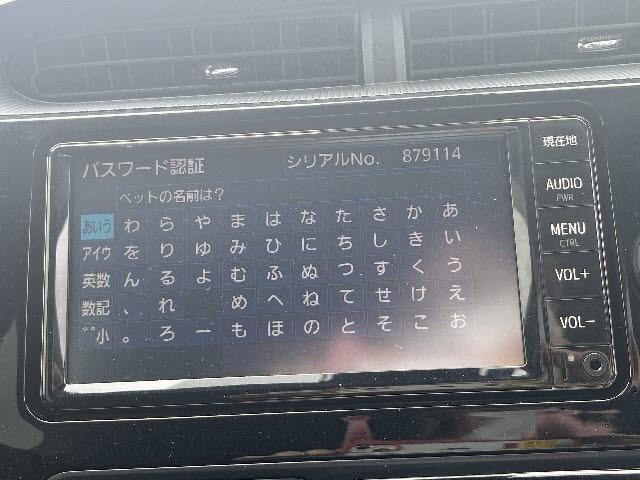 パスワード認証 シリアルNo. 879114
ペットの名前は?
あいう わ ら や ま は な た さ か あ
アイウ を り ゆ み ひ に ち し き い
英数 ん る よ む ふ ぬ つ す く う
数記 、 れ め へ ね て せ け え
゛゜小 。 ろ ー も ほ の と そ こ お
現在地
AUDIO
PWR
MENU
CTRL
VOL+
VOL−